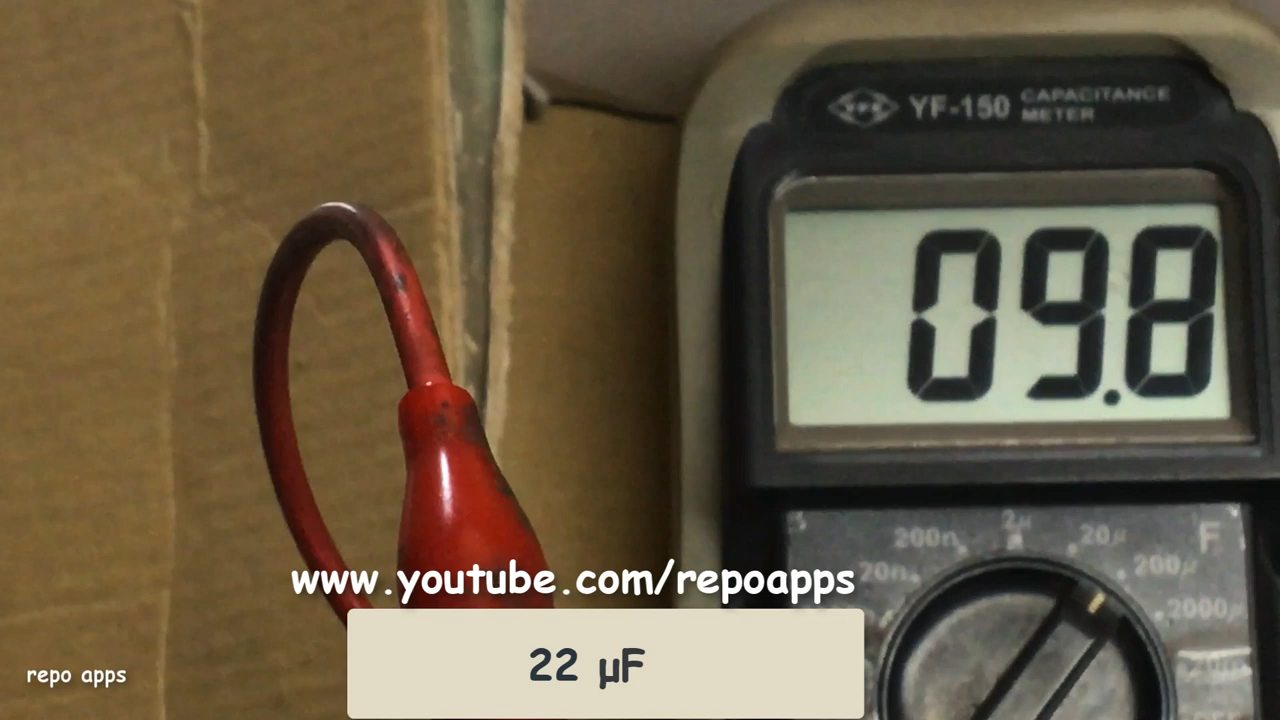 YF-150 CAPACITANCE
METER
09.8
2µ
200n 20µ F
20n 200µ
2000µ
www.youtube.com/repoapps
22 µF
repo apps